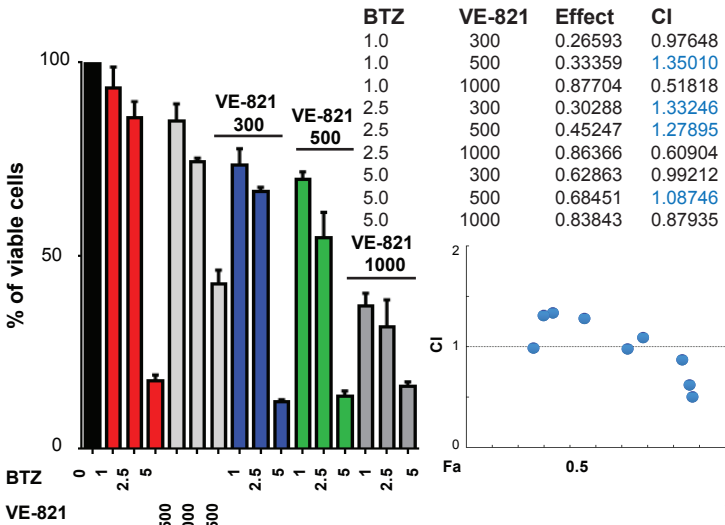 BTZ VE-821 Effect CI
1.0 300 0.26593 0.97648
1.0 500 0.33359 1.35010
1.0 1000 0.87704 0.51818
2.5 300 0.30288 1.33246
2.5 500 0.45247 1.27895
2.5 1000 0.86366 0.60904
5.0 300 0.62863 0.99212
5.0 500 0.68451 1.08746
5.0 1000 0.83843 0.87935
% of viable cells
100
50
0
VE-821
300
VE-821
500
VE-821
1000
BTZ
0 1 2.5 5 1 2.5 5 1 2.5 5 1 5
VE-821
500
CI
2
1
0
Fa 0.5